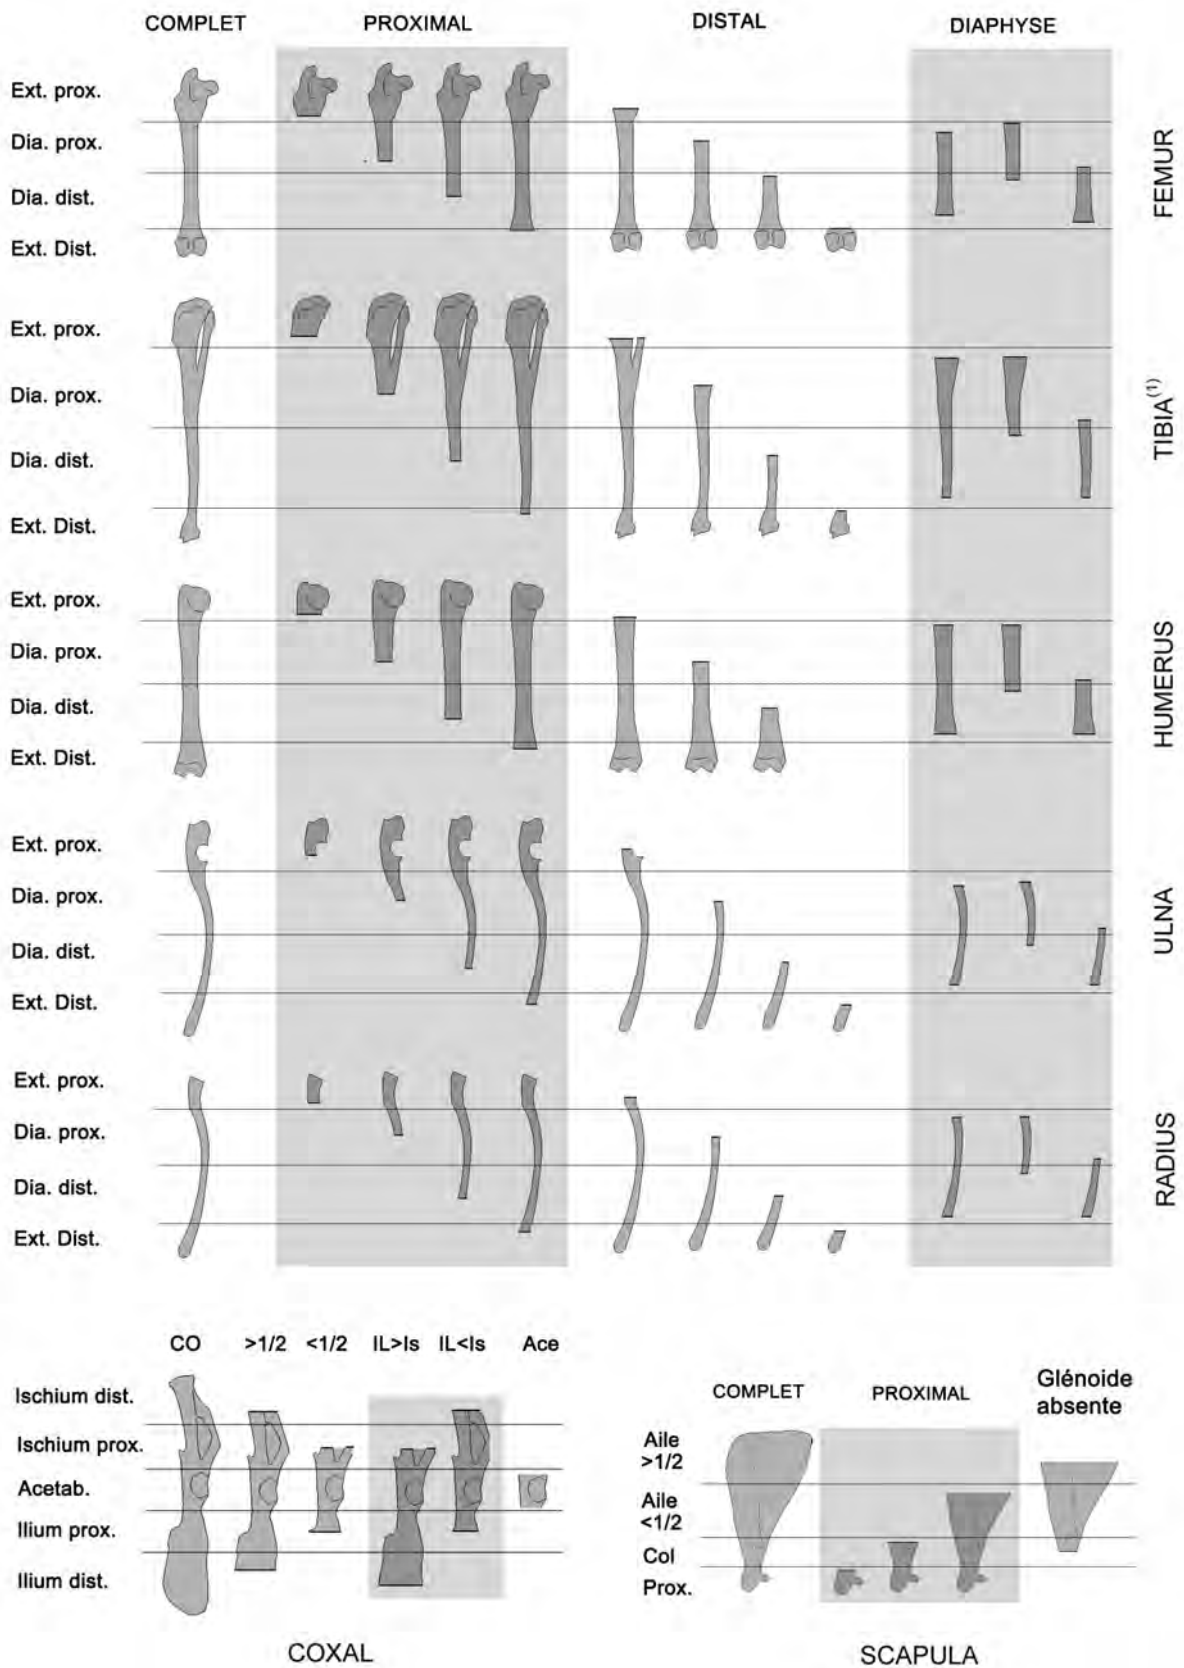 COMPLET PROXIMAL DISTAL DIAPHYSE
Ext. prox.
Dia. prox.
Dia. dist.
Ext. Dist.
FEMUR
Ext. prox.
Dia. prox.
Dia. dist.
Ext. Dist.
TIBIA(1)
Ext. prox.
Dia. prox.
Dia. dist.
Ext. Dist.
HUMERUS
Ext. prox.
Dia. prox.
Dia. dist.
Ext. Dist.
ULNA
Ext. prox.
Dia. prox.
Dia. dist.
Ext. Dist.
RADIUS
CO >1/2 <1/2 IL>Is IL<Is Ace
Ischium dist.
Ischium prox.
Acetab.
Ilium prox.
Ilium dist.
COXAL
COMPLET PROXIMAL Glénoide
absente
Aile
>1/2
Aile
<1/2
Col
Prox.
SCAPULA